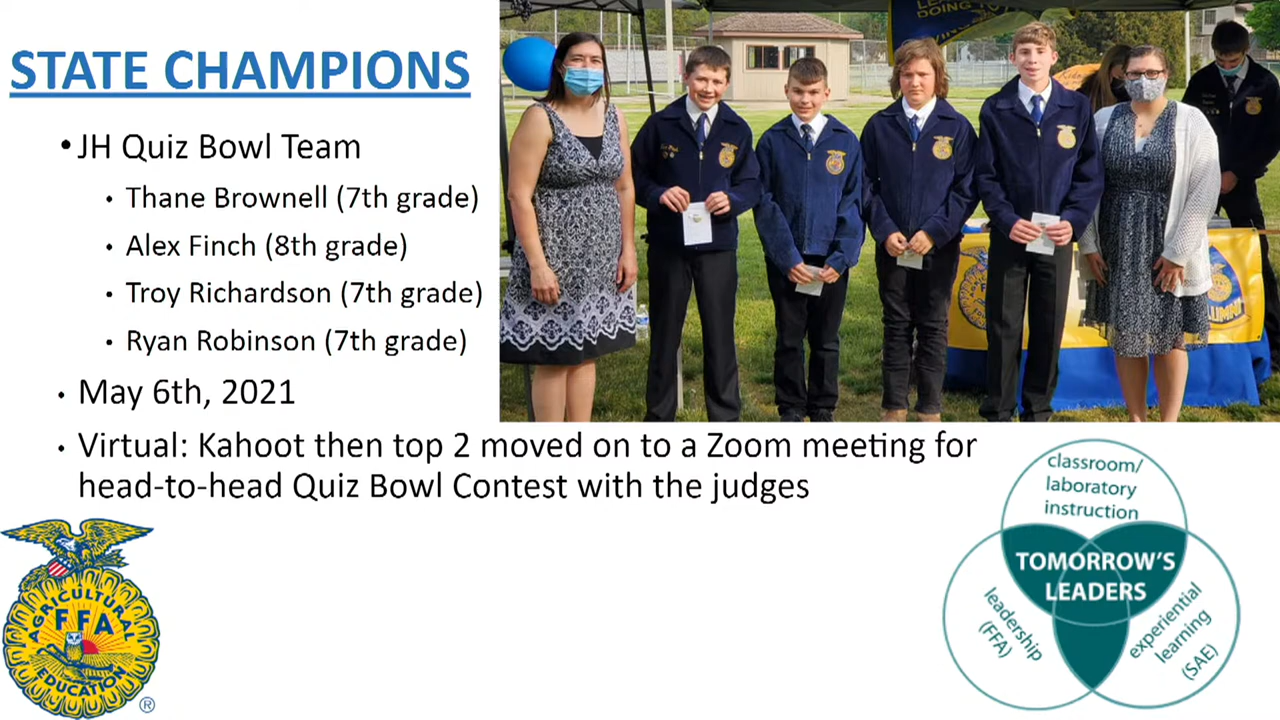 STATE CHAMPIONS
• JH Quiz Bowl Team
• Thane Brownell (7th grade)
• Alex Finch (8th grade)
• Troy Richardson (7th grade)
• Ryan Robinson (7th grade)
• May 6th, 2021
• Virtual: Kahoot then top 2 moved on to a Zoom meeting for
head-to-head Quiz Bowl Contest with the judges
DOING TO
ALUMNI
classroom/
laboratory
instruction
TOMORROW'S
LEADERS
leadership
(FFA)
experiential
learning
(SAE)
AGRICULTURAL
FFA
EDUCATION
®